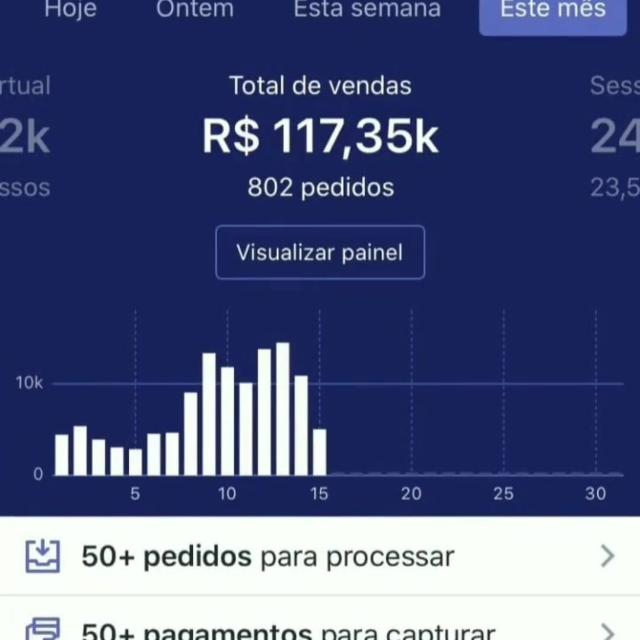 Hoje Ontem Esta semana Este mês
rtual Total de vendas Sess
2k R$ 117,35k 24
ssos 802 pedidos 23,5
Visualizar painel
10k
0
5 10 15 20 25 30
50+ pedidos para processar
50+ pagamentos para capturar